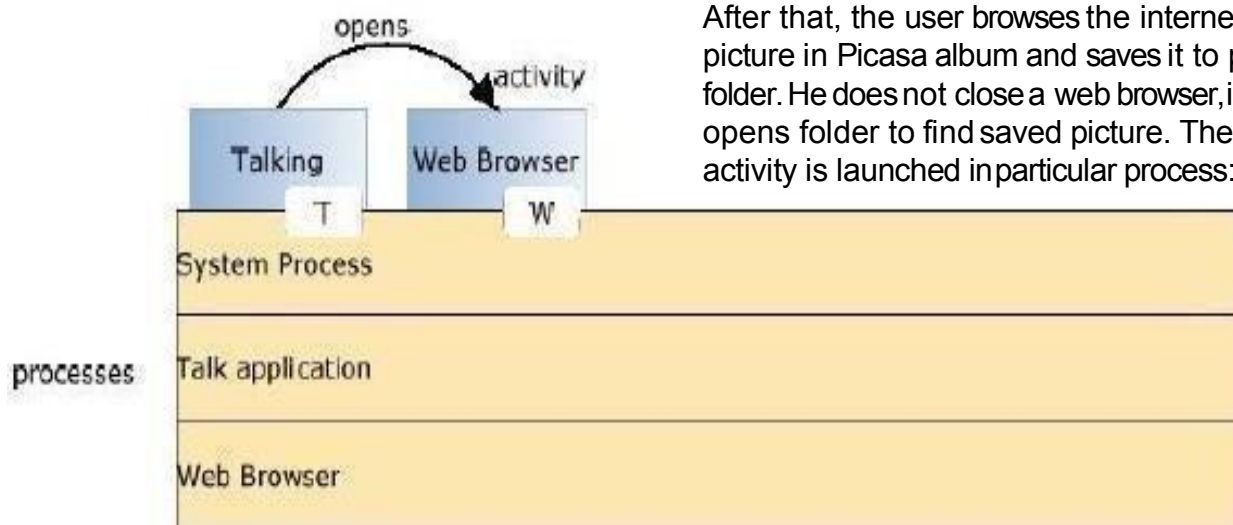 After that, the user browses the interne
picture in Picasa album and saves it to p
folder. He does not close a web browser, i
opens folder to find saved picture. The
activity is launched in particular process:
opens
activity
Talking
Web Browser
T
W
System Process
processes
Talk application
Web Browser